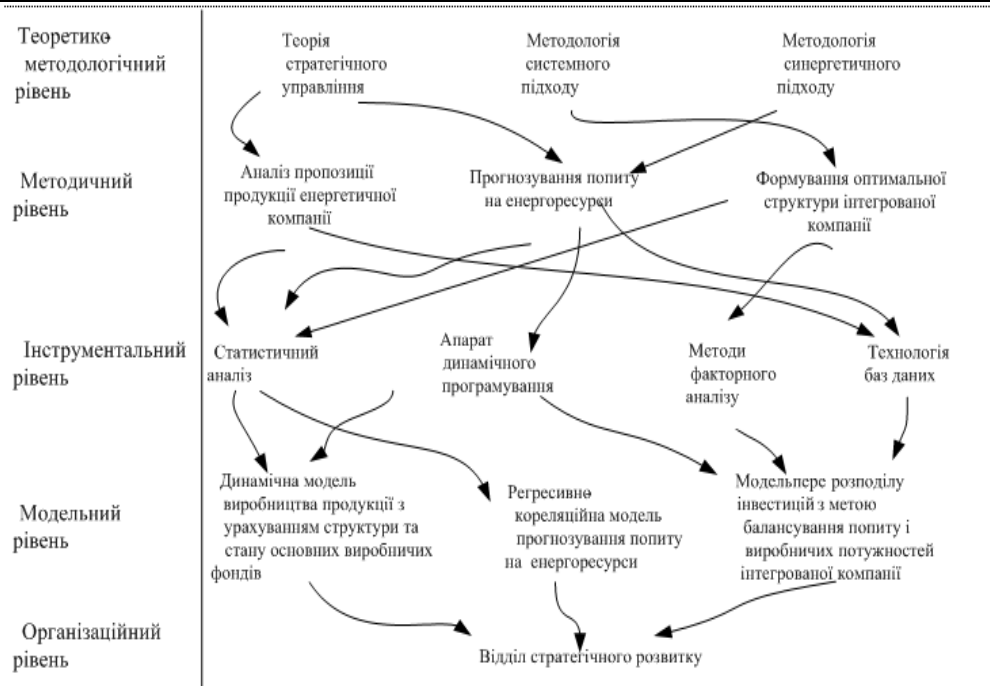 Теоретико
методологічний
рівень
Теорія
стратегічного
управління
Методологія
системного
підходу
Методологія
синергетичного
підходу
Методичний
рівень
Аналіз пропозиції
продукції енергетичної
компанії
Прогнозування попиту
на енергоресурси
Формування оптимальної
структури інтегрованої
компанії
Інструментальний
рівень
Статистичний
аналіз
Апарат
динамічного
програмування
Методи
факторного
аналізу
Технологія
баз даних
Модельний
рівень
Динамічна модель
виробництва продукції з
урахуванням структури та
стану основних виробничих
фондів
Регресивно
кореляційна модель
прогнозування попиту
на енергоресурси
Модельпере розподілу
інвестицій з метою
балансування попиту і
виробничих потужностей
інтегрованої компанії
Організаційний
рівень
Відділ стратегічного розвитку